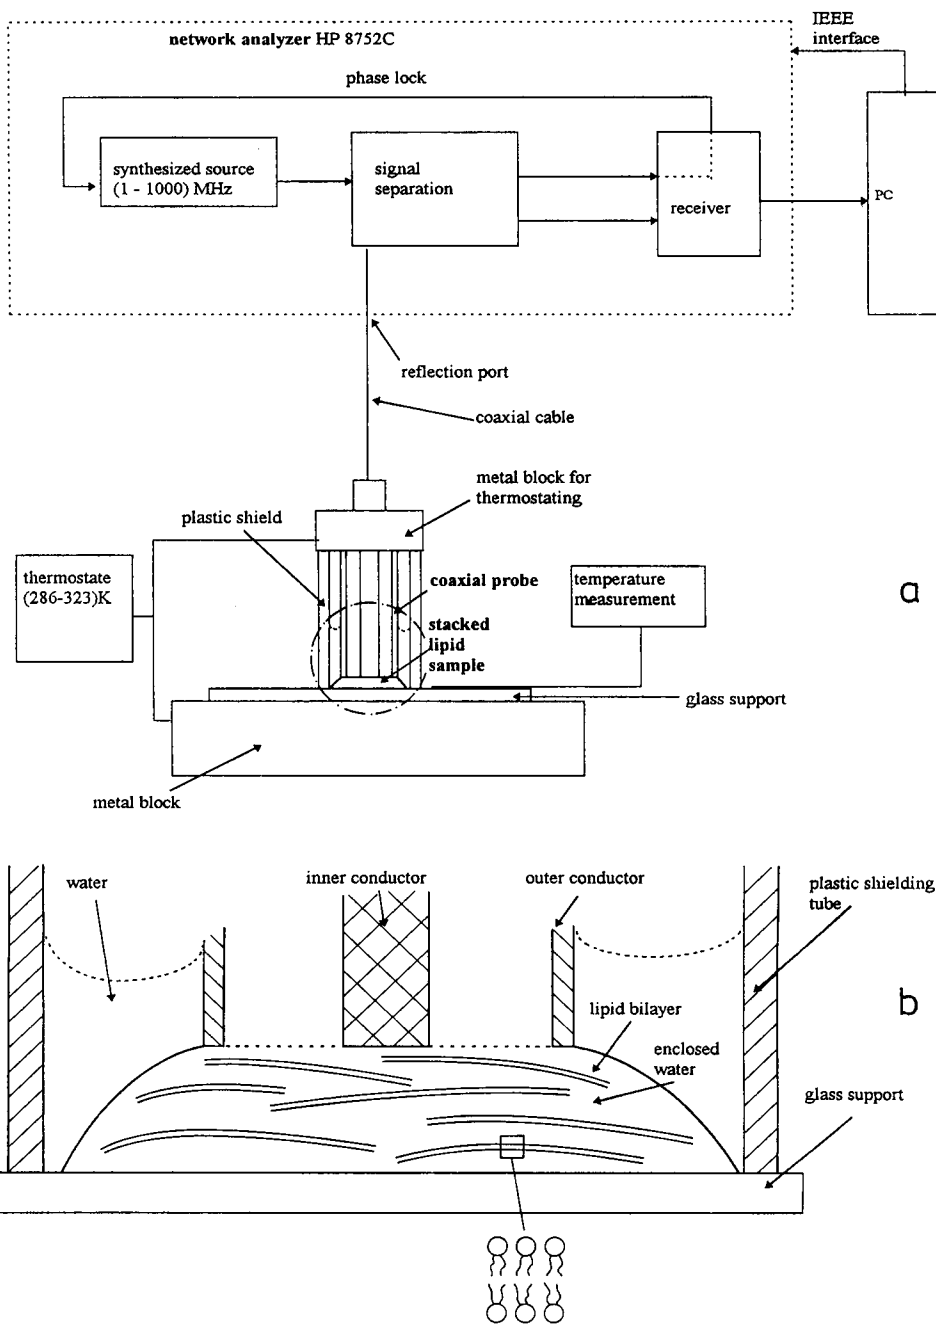 IEEE
interface
network analyzer HP 8752C
phase lock
synthesized source
(1 - 1000) MHz
signal
separation
receiver
PC
reflection port
coaxial cable
metal block for
thermostating
plastic shield
thermostate
(286-323)K
coaxial probe
temperature
measurement
a
stacked
lipid
sample
glass support
metal block
water
inner conductor
outer conductor
plastic shielding
tube
b
lipid bilayer
enclosed
water
glass support